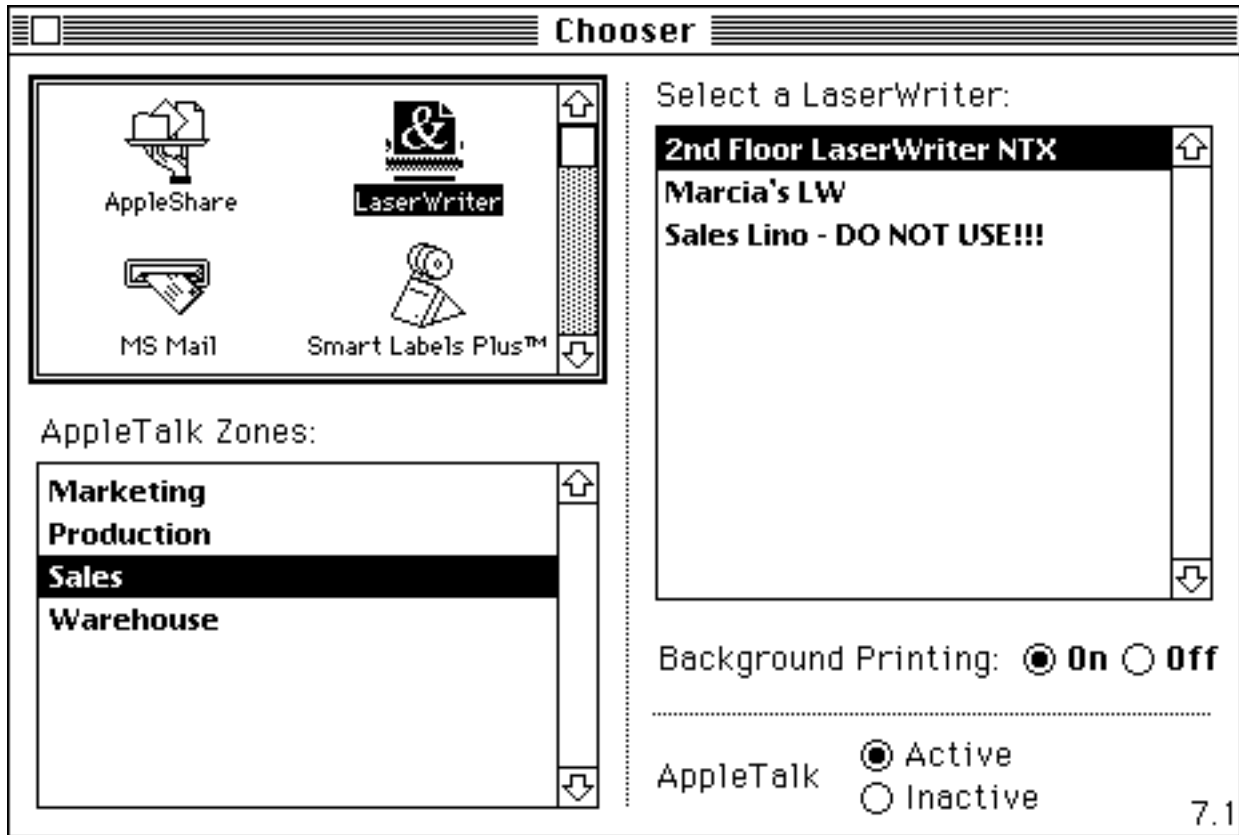 Chooser
AppleShare
LaserWriter
MS Mail
Smart Labels Plus™
AppleTalk Zones:
Marketing
Production
Sales
Warehouse
Select a LaserWriter:
2nd Floor LaserWriter NTX
Marcia's LW
Sales Lino - DO NOT USE!!!
Background Printing: On Off
AppleTalk
Active
Inactive
7.1